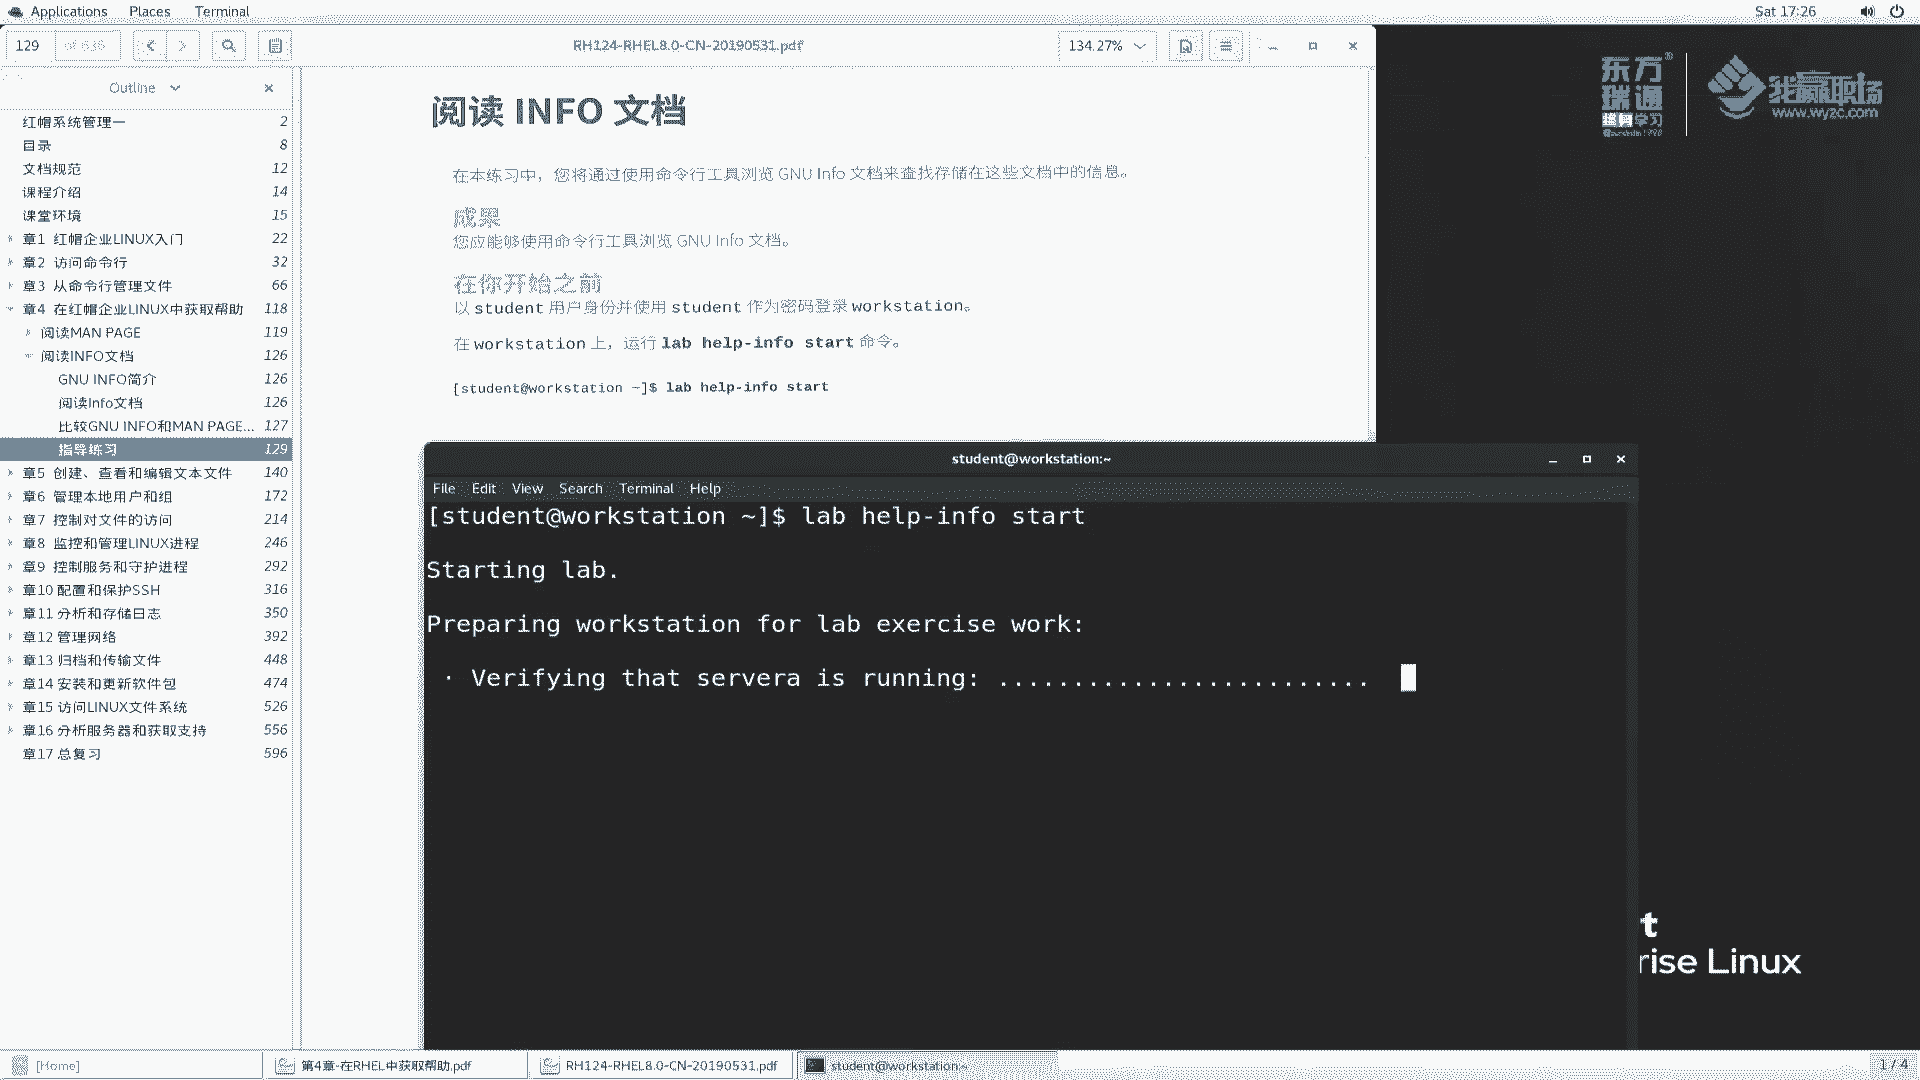 Applications Places Terminal
Sat 17:26
129 of 636
RH124-RHEL8.0-CN-20190531.pdf
134.27%
Outline
红帽系统管理一 2
目录 8
文档规范 12
课程介绍 14
课堂环境 15
章1 红帽企业LINUX入门 22
章2 访问命令行 32
章3 从命令行管理文件 66
章4 在红帽企业LINUX中获取帮助 118
阅读MAN PAGE 119
阅读INFO文档 126
GNU INFO简介 126
阅读Info文档 126
比较GNU INFO和MAN PAGE... 127
指导练习 129
章5 创建、查看和编辑文本文件 140
章6 管理本地用户和组 172
章7 控制对文件的访问 214
章8 监控和管理LINUX进程 246
章9 控制服务和守护进程 292
章10 配置和保护SSH 316
章11 分析和存储日志 350
章12 管理网络 392
章13 归档和传输文件 448
章14 安装和更新软件包 474
章15 访问LINUX文件系统 526
章16 分析服务器和获取支持 556
章17 总复习 596
阅读 INFO 文档
在本练习中，您将通过使用命令行工具浏览 GNU Info 文档来查找存储在这些文档中的信息。
成果
您应能够使用命令行工具浏览 GNU Info 文档。
在你开始之前
以 student 用户身份并使用 student 作为密码登录 workstation。
在 workstation 上，运行 lab help-info start 命令。
[student@workstation ~]$ lab help-info start
东方
瑞通
学习
我赢职场
www.wyzc.com
student@workstation:~
File Edit View Search Terminal Help
[student@workstation ~]$ lab help-info start
Starting lab.
Preparing workstation for lab exercise work:
· Verifying that servera is running: .........................
t
rise Linux
[Home]
第4章-在RHEL中获取帮助.pdf
RH124-RHEL8.0-CN-20190531.pdf
student@workstation:~
1 / 4